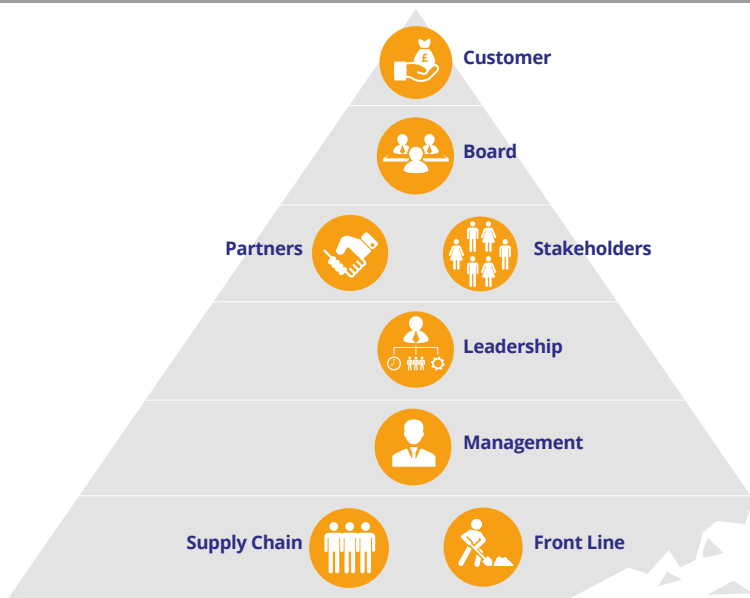 £
Customer
Board
Partners
Stakeholders
Leadership
Management
Supply Chain
Front Line